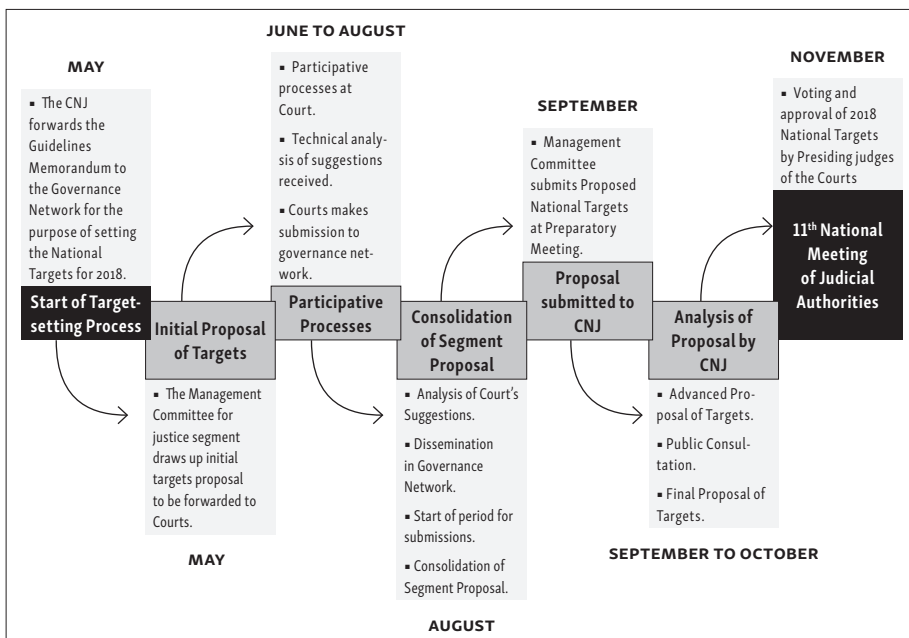 MAY
▪ The CNJ
forwards the
Guidelines
Memorandum to
the Governance
Network for the
purpose of setting
the National
Targets for 2018.
Start of Target-
setting Process
Initial Proposal
of Targets
▪ The Management
Committee for
justice segment
draws up initial
targets proposal
to be forwarded to
Courts.
MAY
JUNE TO AUGUST
▪ Participative
processes at
Court.
▪ Technical analy-
sis of suggestions
received.
▪ Courts makes
submission to
governance net-
work.
Participative
Processes
Consolidation
of Segment
Proposal
▪ Analysis of Court’s
Suggestions.
▪ Dissemination
in Governance
Network.
▪ Start of period for
submissions.
▪ Consolidation of
Segment Proposal.
AUGUST
SEPTEMBER
▪ Management
Committee
submits Proposed
National Targets
at Preparatory
Meeting.
Proposal
submitted to
CNJ
Analysis of
Proposal by
CNJ
▪ Advanced Pro-
posal of Targets.
▪ Public Consul-
tation.
▪ Final Proposal of
Targets.
SEPTEMBER TO OCTOBER
NOVEMBER
▪ Voting and
approval of 2018
National Targets
by Presiding judges
of the Courts
11th National
Meeting
of Judicial
Authorities